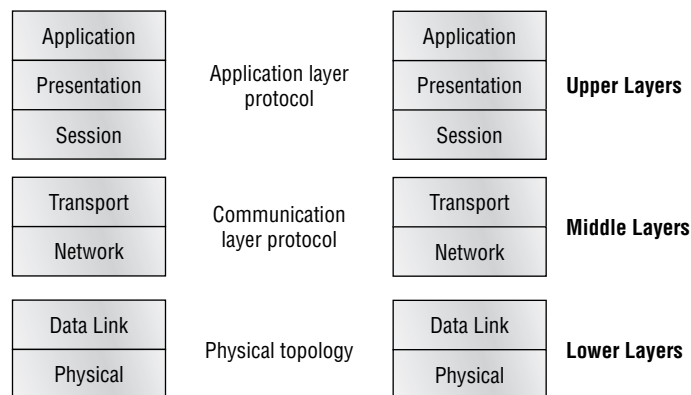 Application
Application
Presentation
Application layer
protocol
Presentation
Upper Layers
Session
Session
Transport
Communication
layer protocol
Transport
Middle Layers
Network
Network
Data Link
Physical topology
Data Link
Lower Layers
Physical
Physical